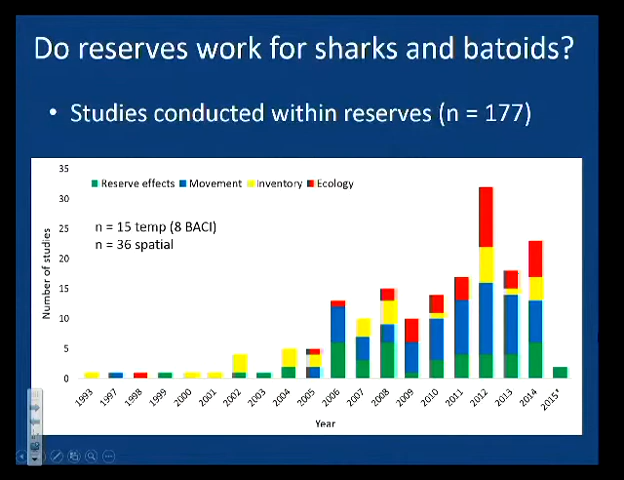 Do reserves work for sharks and batoids?
• Studies conducted within reserves (n = 177)
35
30
25
20
15
10
5
0
Number of studies
Reserve effects Movement Inventory Ecology
n = 15 temp (8 BACI)
n = 36 spatial
1993 1997 1998 1999 2000 2001 2002 2003 2004 2005 2006 2007 2008 2009 2010 2011 2012 2013 2014 2015*
Year